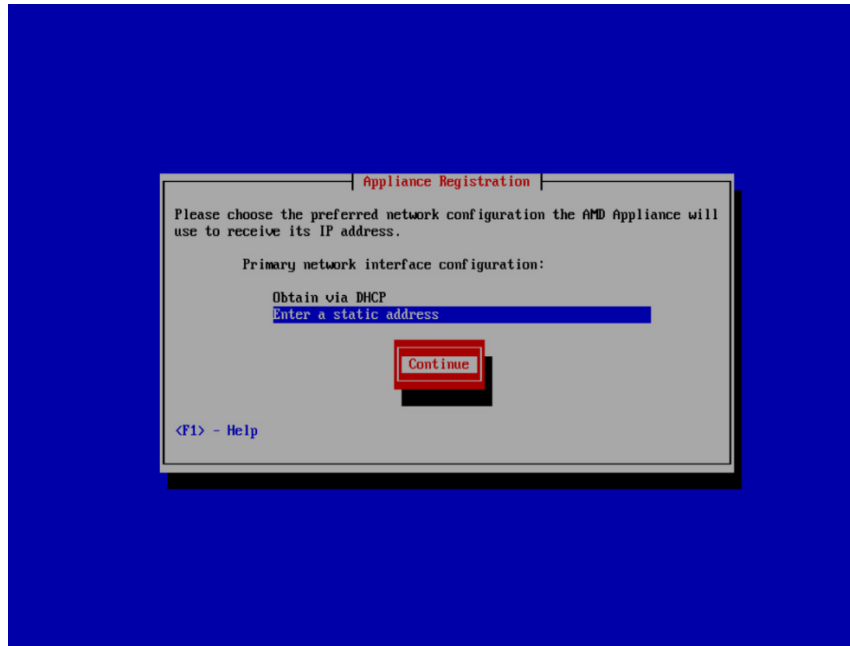 Appliance Registration
Please choose the preferred network configuration the AMD Appliance will
use to receive its IP address.
Primary network interface configuration:
Obtain via DHCP
Enter a static address
Continue
<F1> - Help